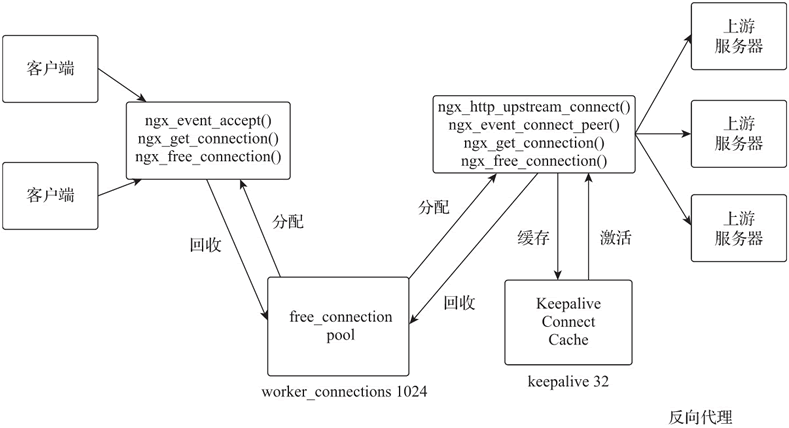 客户端
客户端
ngx_event_accept()
ngx_get_connection()
ngx_free_connection()
分配
回收
free_connection
pool
worker_connections 1024
分配
回收
ngx_http_upstream_connect()
ngx_event_connect_peer()
ngx_get_connection()
ngx_free_connection()
缓存
激活
Keepalive
Connect
Cache
keepalive 32
上游
服务器
上游
服务器
上游
服务器
反向代理